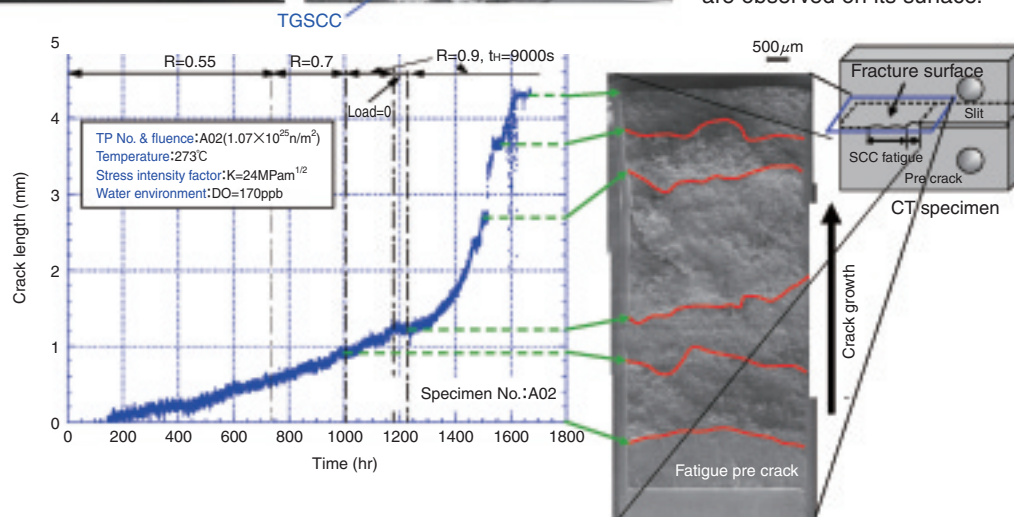 are observed on its surface.
TGSCC
5
4
3
2
1
0
Crack length (mm)
R=0.55
R=0.7
R=0.9, tH=9000s
Load=0
TP No. & fluence:A02(1.07×10²⁵n/m²)
Temperature:273℃
Stress intensity factor:K=24MPam¹/²
Water environment:DO=170ppb
Specimen No.:A02
0 200 400 600 800 1000 1200 1400 1600 1800
Time (hr)
500μm
Fatigue pre crack
Crack growth
Fracture surface
Slit
SCC fatigue
Pre crack
CT specimen